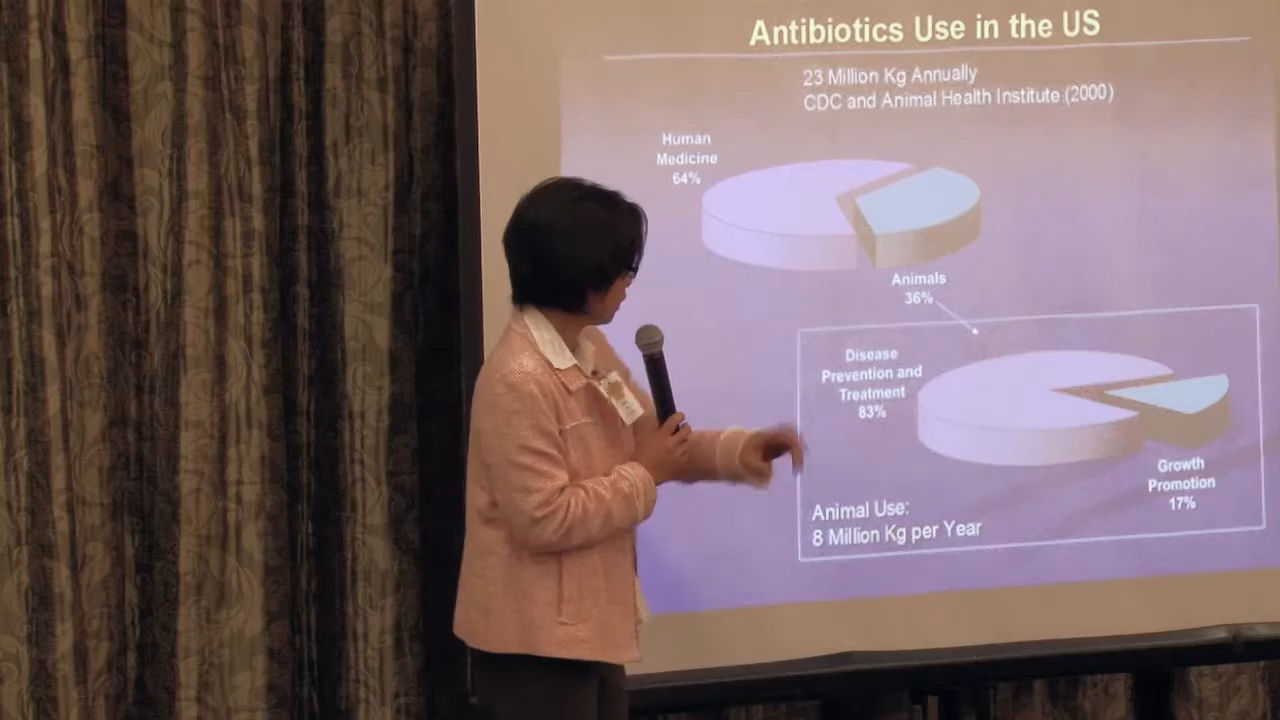 Antibiotics Use in the US
23 Million Kg Annually
CDC and Animal Health Institute (2000)
Human
Medicine
64%
Animals
36%
Disease
Prevention and
Treatment
83%
Growth
Promotion
17%
Animal Use:
8 Million Kg per Year